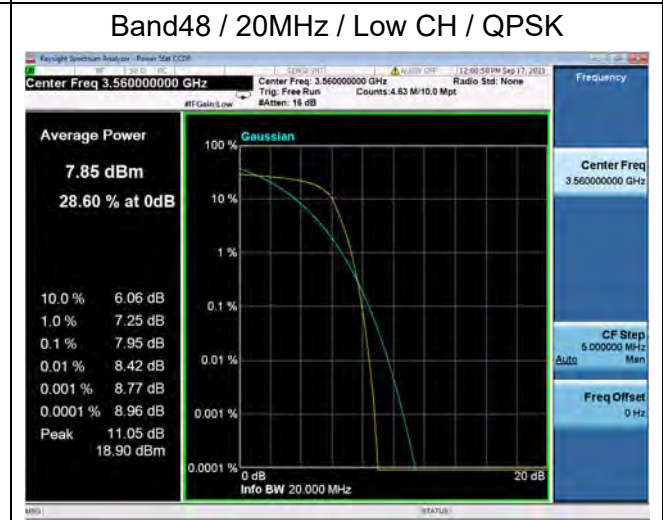 Band48 / 20MHz / Low CH / QPSK
Keysight Spectrum Analyzer - Power Stat CCDF
Center Freq 3.560000000 GHz
#IFGain:Low
SENSE:INT
ALIGN OFF
12:00:50 PM Sep 17, 2021
Center Freq: 3.560000000 GHz
Radio Std: None
Trig: Free Run
Counts:4.63 M/10.0 Mpt
#Atten: 16 dB
Frequency
Average Power
7.85 dBm
28.60 % at 0dB
10.0 % 6.06 dB
1.0 % 7.25 dB
0.1 % 7.95 dB
0.01 % 8.42 dB
0.001 % 8.77 dB
0.0001 % 8.96 dB
Peak 11.05 dB
18.90 dBm
Gaussian
100 %
10 %
1 %
0.1 %
0.01 %
0.001 %
0.0001 %
0 dB
20 dB
Info BW 20.000 MHz
Center Freq
3.560000000 GHz
CF Step
5.000000 MHz
Auto Man
Freq Offset
0 Hz
MSG
STATUS